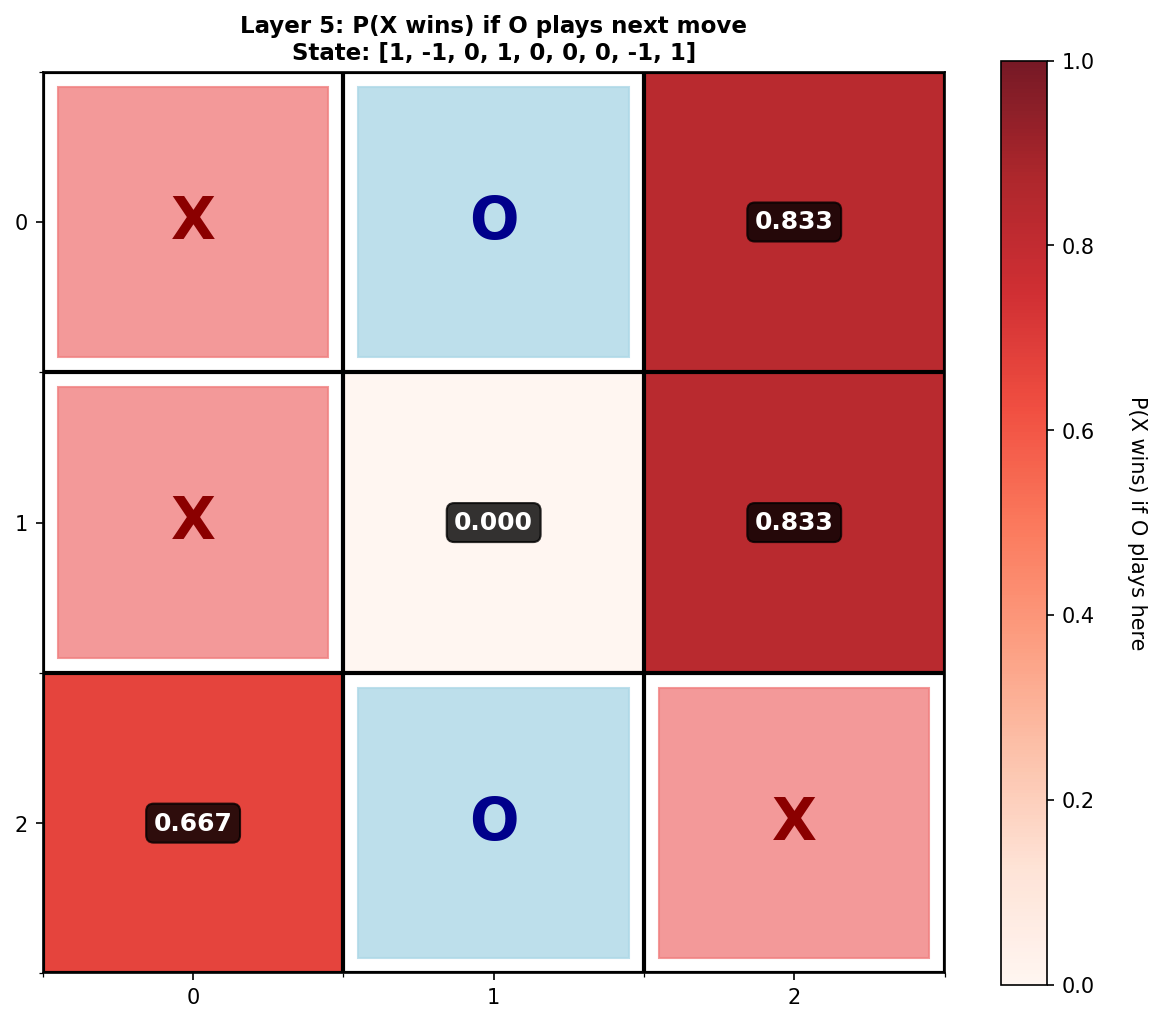 Layer 5: P(X wins) if O plays next move
State: [1, -1, 0, 1, 0, 0, 0, -1, 1]
X
O
0.833
X
0.000
0.833
0.667
O
X
0
1
2
0
1
2
1.0
0.8
0.6
0.4
0.2
0.0
P(X wins) if O plays here